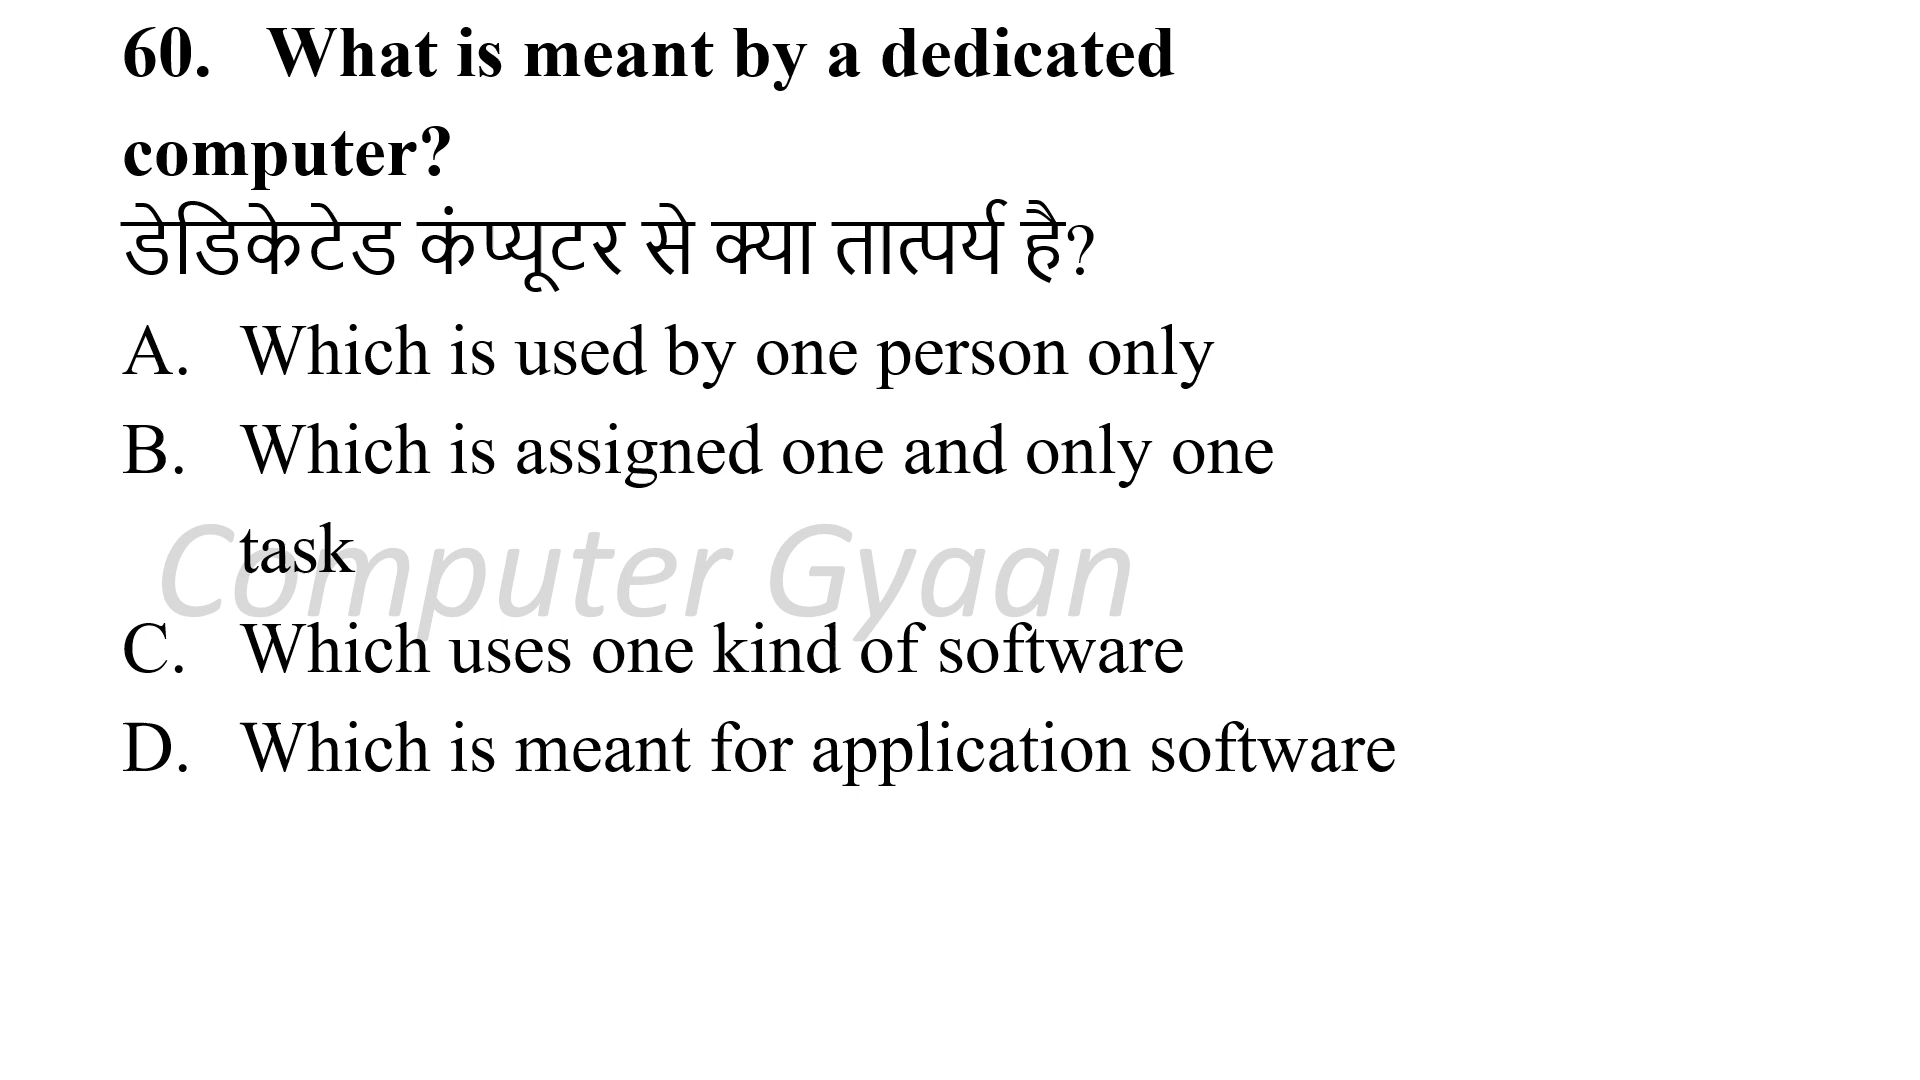 60. What is meant by a dedicated
computer?
डेडिकेटेड कंप्यूटर से क्या तात्पर्य है?
A. Which is used by one person only
B. Which is assigned one and only one
task
Computer Gyaan
C. Which uses one kind of software
D. Which is meant for application software